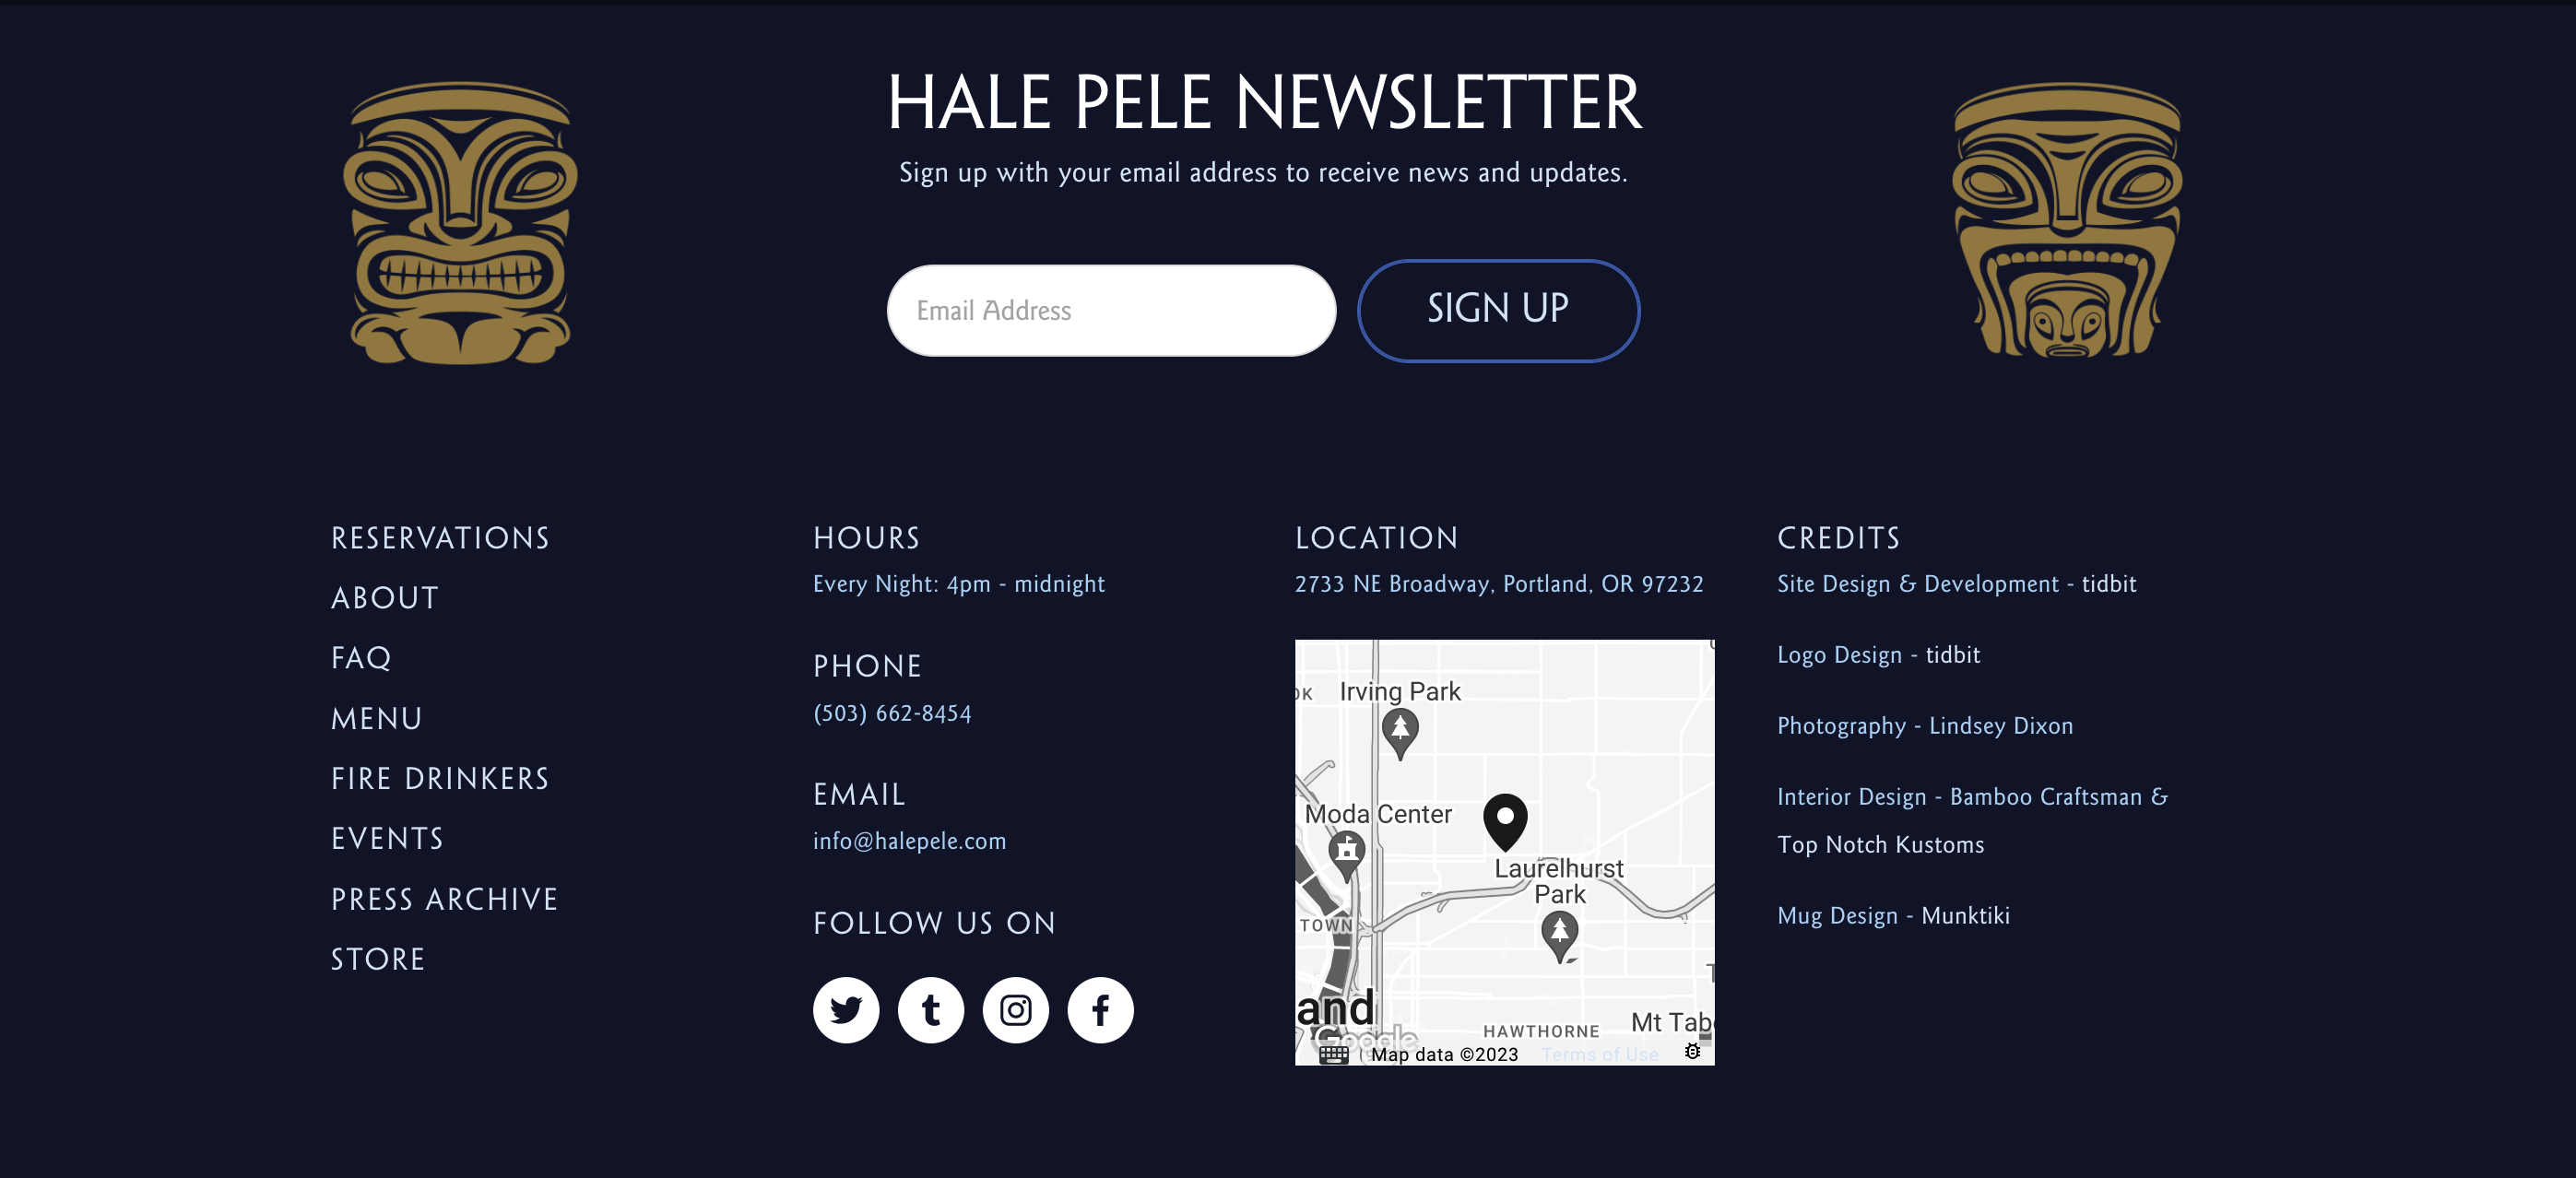 HALE PELE NEWSLETTER
Sign up with your email address to receive news and updates.
Email Address
SIGN UP
RESERVATIONS
ABOUT
FAQ
MENU
FIRE DRINKERS
EVENTS
PRESS ARCHIVE
STORE
HOURS
Every Night: 4pm - midnight
PHONE
(503) 662-8454
EMAIL
info@halepele.com
FOLLOW US ON
LOCATION
2733 NE Broadway, Portland, OR 97232
Irving Park
Moda Center
Laurelhurst
Park
TOWN
and
HAWTHORNE
Mt Tab
Google
Map data ©2023
Terms of Use
CREDITS
Site Design & Development - tidbit
Logo Design - tidbit
Photography - Lindsey Dixon
Interior Design - Bamboo Craftsman &
Top Notch Kustoms
Mug Design - Munktiki